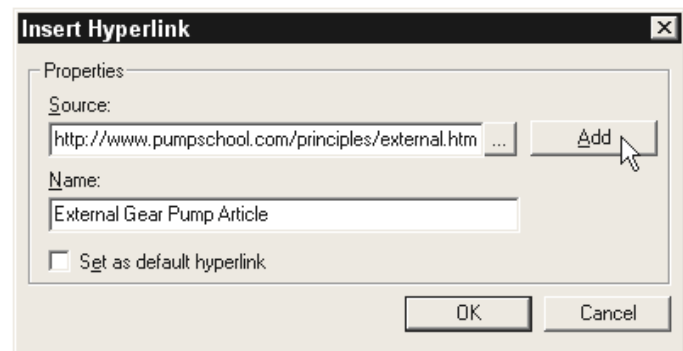 Insert Hyperlink
Properties
Source:
http://www.pumpschool.com/principles/external.htm ... Add
Name:
External Gear Pump Article
Set as default hyperlink
OK Cancel